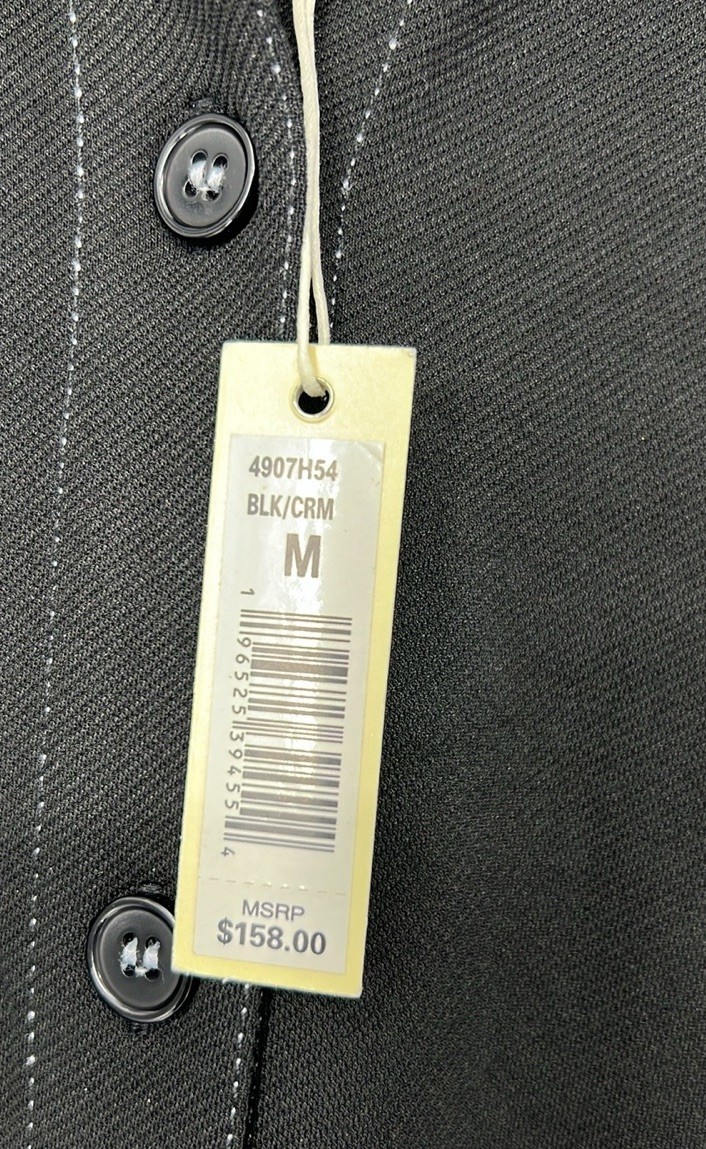 4907H54
BLK/CRM
M
1 96525 39455 4
MSRP
$158.00